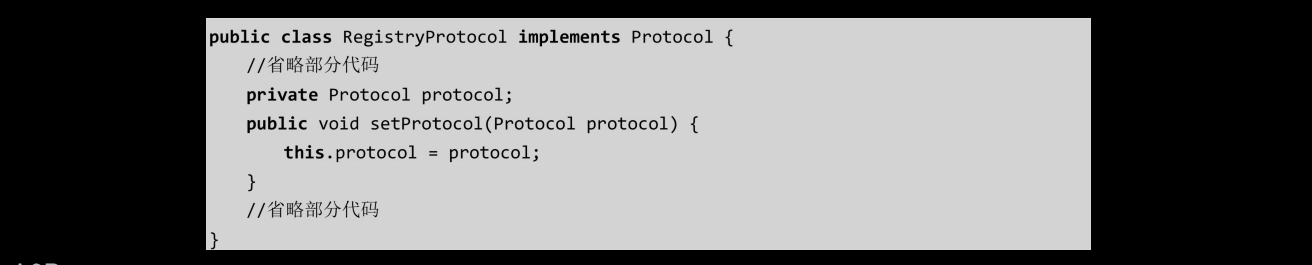 public class RegistryProtocol implements Protocol {
//省略部分代码
private Protocol protocol;
public void setProtocol(Protocol protocol) {
this.protocol = protocol;
}
//省略部分代码
}